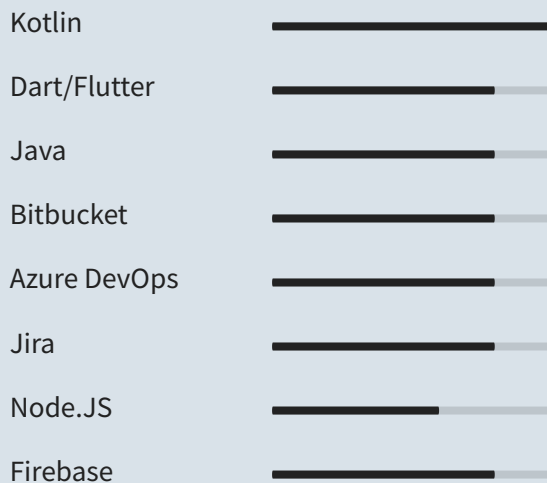 Kotlin
Dart/Flutter
Java
Bitbucket
Azure DevOps
Jira
Node.JS
Firebase